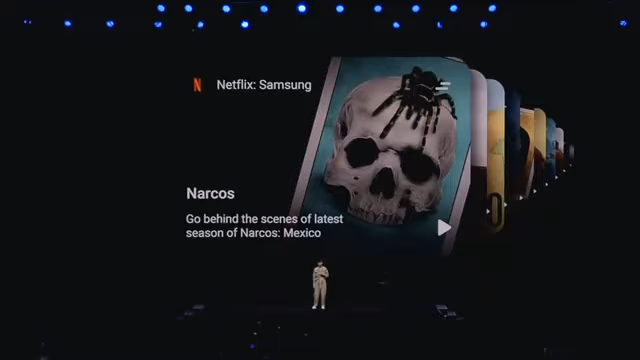 N Netflix: Samsung
Narcos
Go behind the scenes of latest
season of Narcos: Mexico